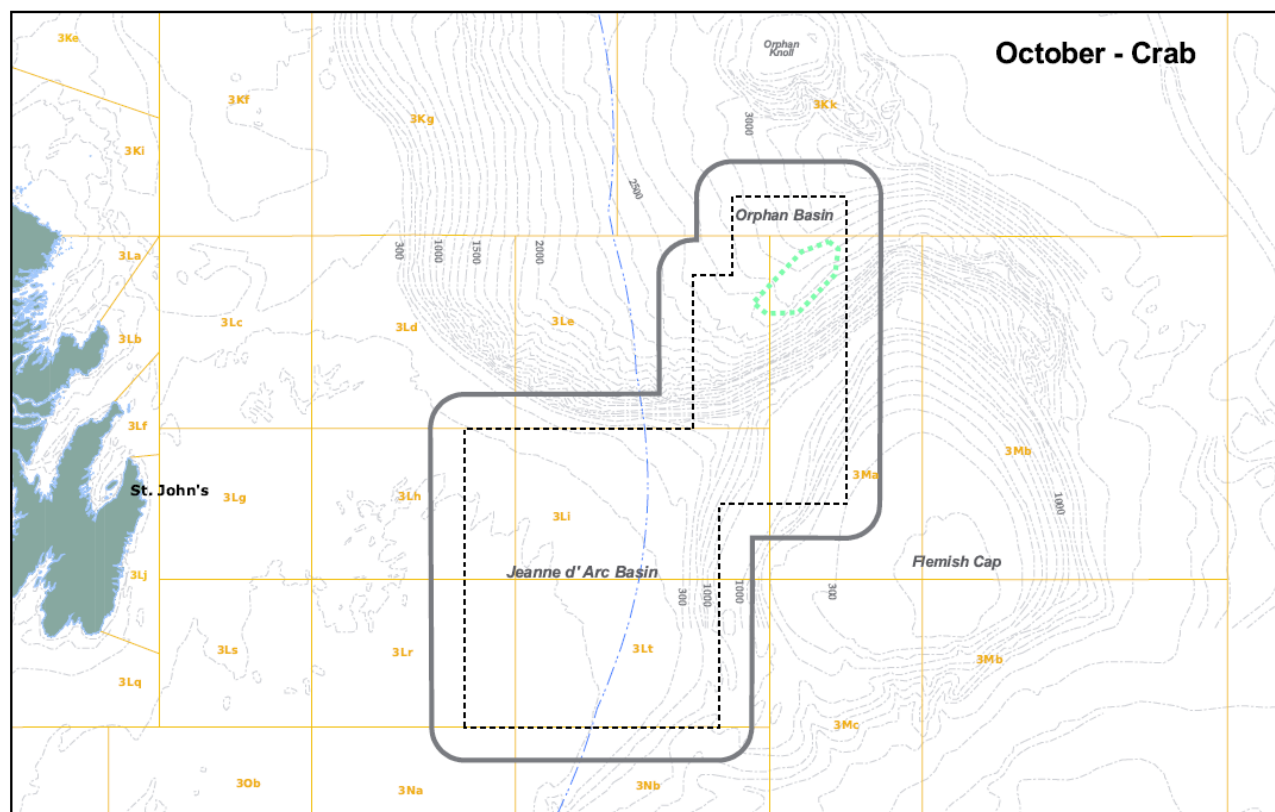 3Ke
Orphan
Knoll
October - Crab
3Kf
3Kg
3Kk
3000
3Ki
2500
Orphan Basin
3La
300
1000
1500
2000
3Lc
3Ld
3Le
3Lb
3Lf
3Mb
3Ma
St. John's
3Lg
3Lh
1000
3Li
Flemish Cap
3Lj
Jeanne d' Arc Basin
300
1000
1000
300
3Ls
3Lr
3Lt
3Mb
3Lq
3Mc
3Ob
3Na
3Nb